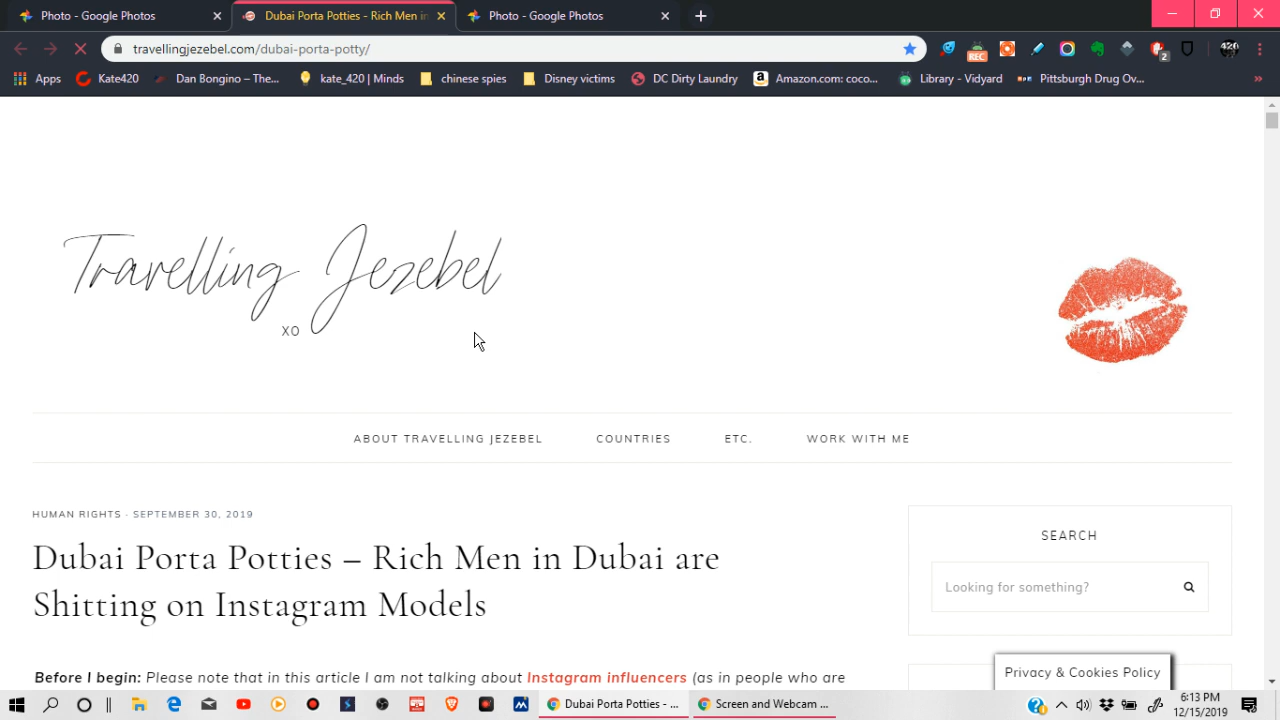 Photo - Google Photos
Dubai Porta Potties - Rich Men in
Photo - Google Photos
travellingjezebel.com/dubai-porta-potty/
REC
2
420
Apps
Kate420
Dan Bongino – The...
kate_420 | Minds
chinese spies
Disney victims
DC Dirty Laundry
Amazon.com: coco...
Library - Vidyard
Pittsburgh Drug Ov...
Travelling Jezebel
XO
ABOUT TRAVELLING JEZEBEL COUNTRIES ETC. WORK WITH ME
HUMAN RIGHTS · SEPTEMBER 30, 2019
Dubai Porta Potties – Rich Men in Dubai are
Shitting on Instagram Models
Before I begin: Please note that in this article I am not talking about Instagram influencers (as in people who are
SEARCH
Looking for something?
Privacy & Cookies Policy
Dubai Porta Potties - ...
Screen and Webcam ...
6:13 PM
12/15/2019